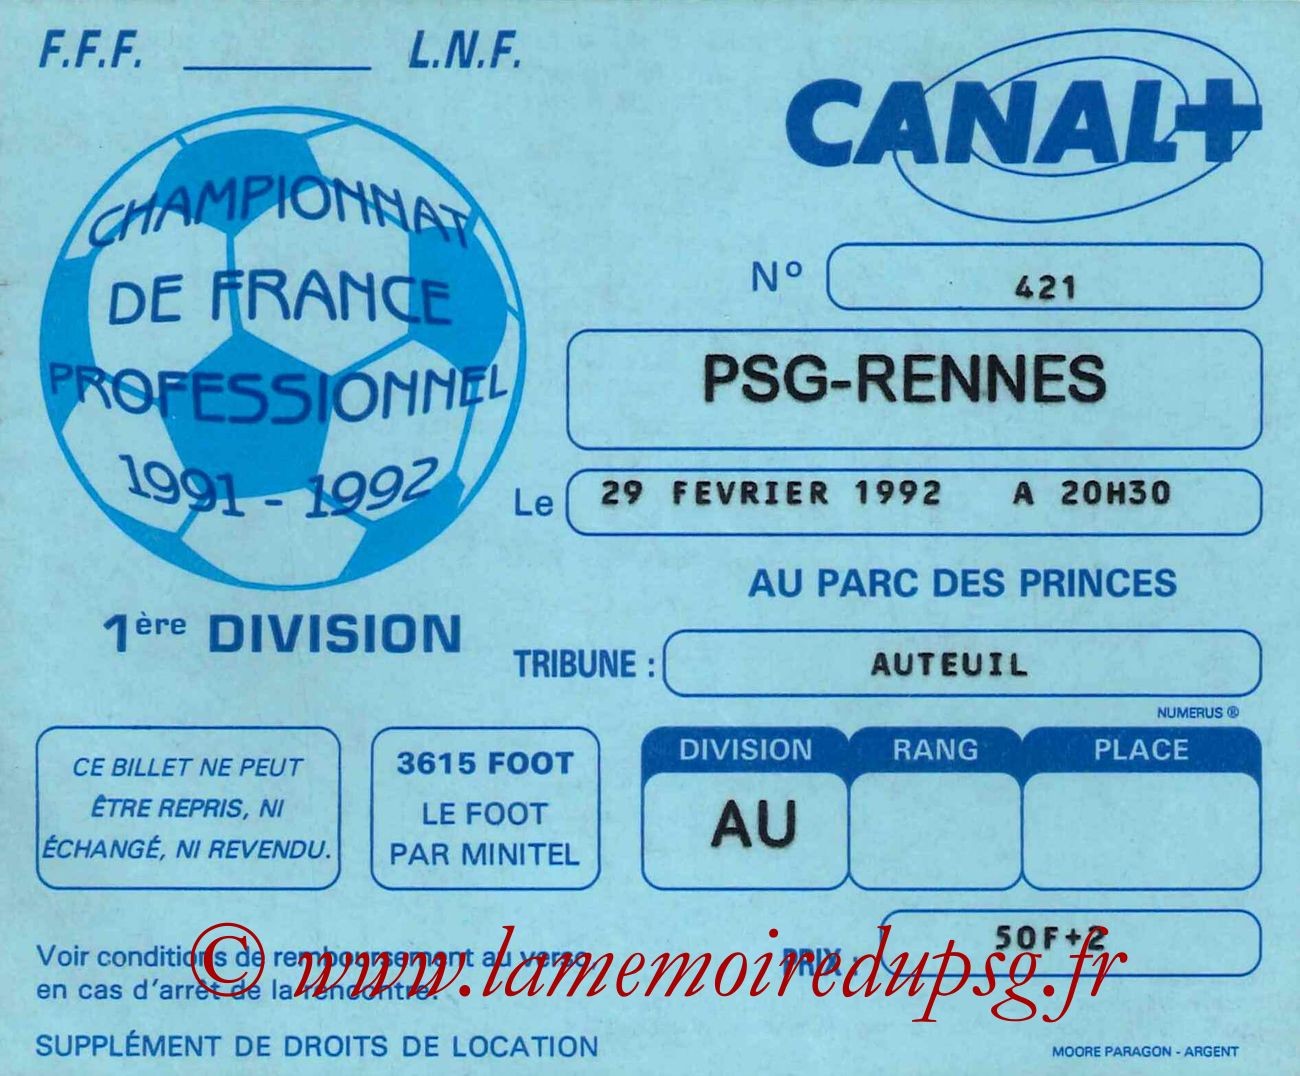 F.F.F. L.N.F.
CANAL+
CHAMPIONNAT
DE FRANCE
PROFESSIONNEL
1991 - 1992
1ère DIVISION
N° 421
PSG-RENNES
Le 29 FEVRIER 1992 A 20H30
AU PARC DES PRINCES
TRIBUNE : AUTEUIL
NUMERUS ®
CE BILLET NE PEUT
ÊTRE REPRIS, NI
ÉCHANGÉ, NI REVENDU.
3615 FOOT
LE FOOT
PAR MINITEL
DIVISION RANG PLACE
AU
PRIX : 50F+2
Voir conditions de remboursement au verso
en cas d'arrêt de la rencontre.
© www.lamemoiredupsg.fr
SUPPLÉMENT DE DROITS DE LOCATION
MOORE PARAGON - ARGENT